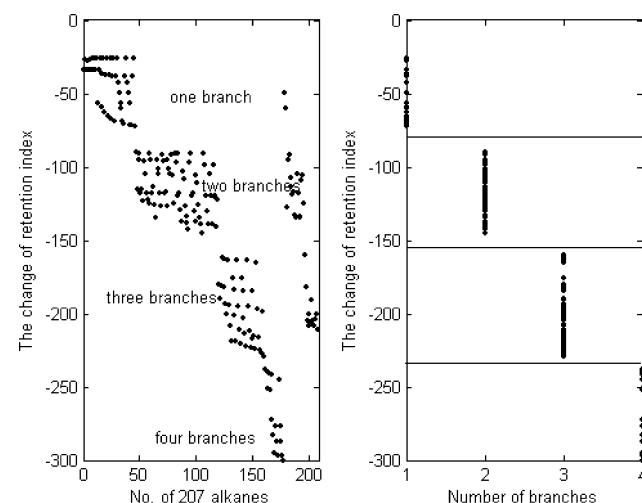 The change of retention index
0
-50
-100
-150
-200
-250
-300
one branch
two branches
three branches
four branches
0 50 100 150 200
No. of 207 alkanes
The change of retention index
0
-50
-100
-150
-200
-250
-300
1 2 3 4
Number of branches